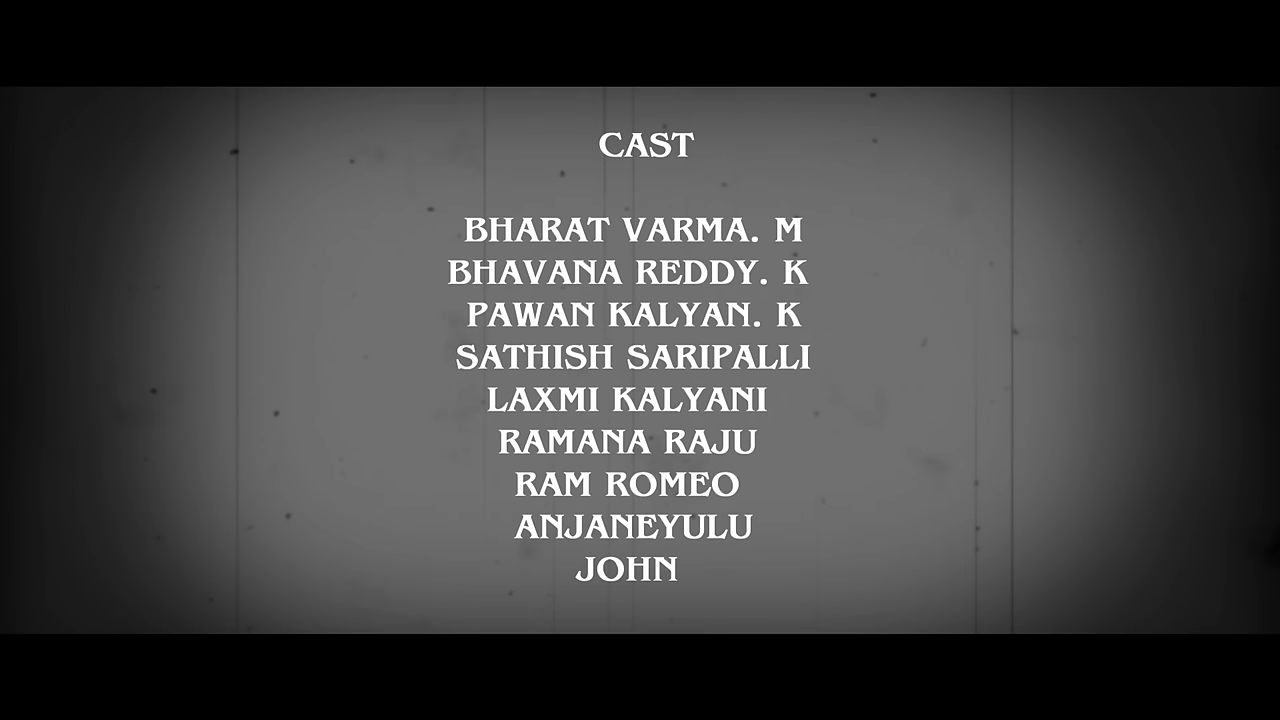 CAST
BHARAT VARMA. M
BHAVANA REDDY. K
PAWAN KALYAN. K
SATHISH SARIPALLI
LAXMI KALYANI
RAMANA RAJU
RAM ROMEO
ANJANEYULU
JOHN